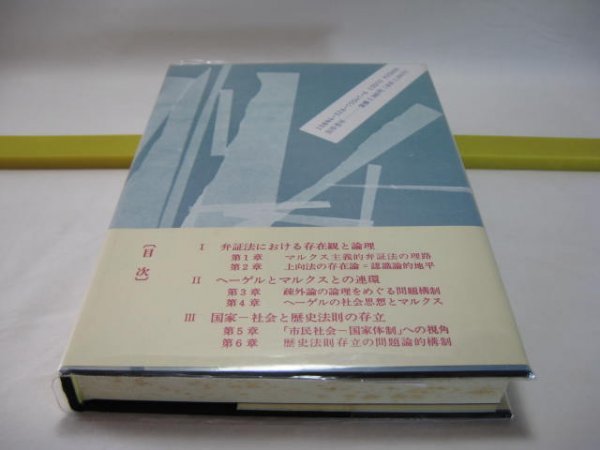 〔目次〕
I 弁証法における存在観と論理
第1章 マルクス主義的弁証法の理路
第2章 上向法の存在論=認識論的地平
II ヘーゲルとマルクスとの連環
第3章 疎外論の論理をめぐる問題構制
第4章 ヘーゲルの社会思想とマルクス
III 国家-社会と歴史法則の存立
第5章 「市民社会-国家体制」への視角
第6章 歴史法則存立の問題論的構制